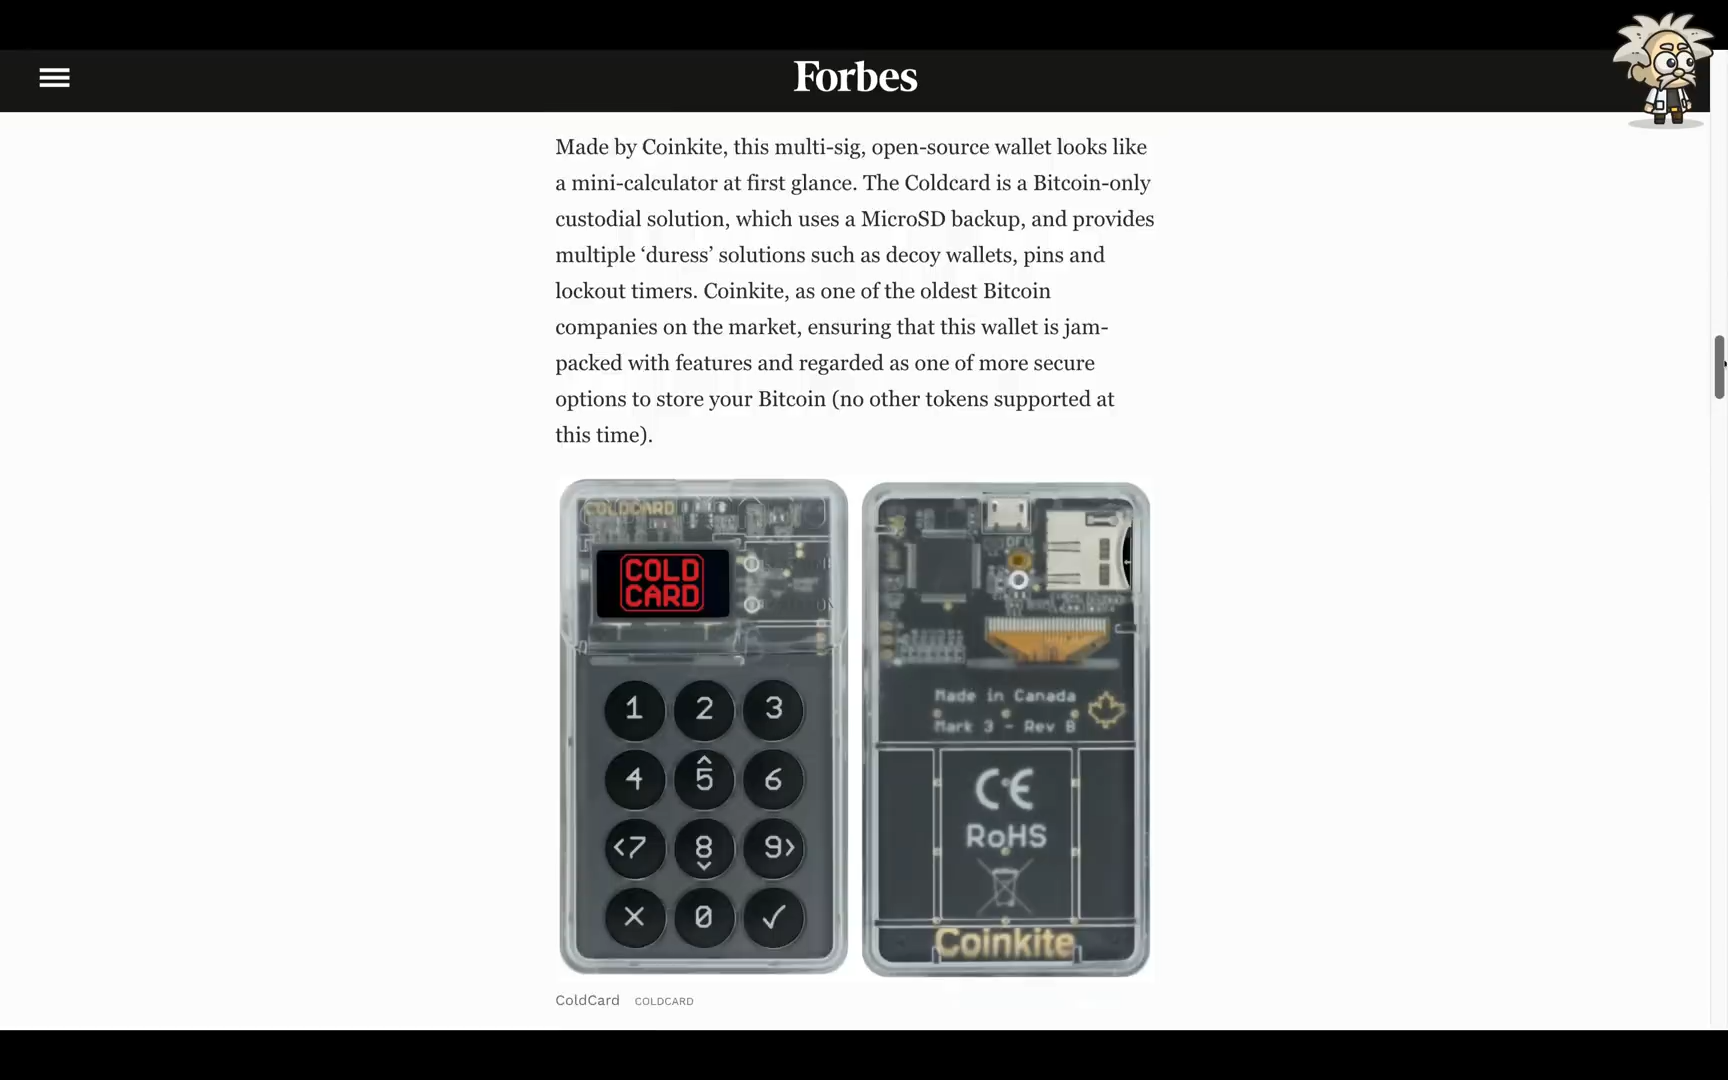 Forbes
Made by Coinkite, this multi-sig, open-source wallet looks like
a mini-calculator at first glance. The Coldcard is a Bitcoin-only
custodial solution, which uses a MicroSD backup, and provides
multiple ‘duress’ solutions such as decoy wallets, pins and
lockout timers. Coinkite, as one of the oldest Bitcoin
companies on the market, ensuring that this wallet is jam-
packed with features and regarded as one of more secure
options to store your Bitcoin (no other tokens supported at
this time).
COLDCARD
COLD
CARD
1 2 3
4 5 6
<7 8 9>
0
DFU
Made in Canada
Mark 3 - Rev B
CE
RoHS
Coinkite
ColdCard COLDCARD